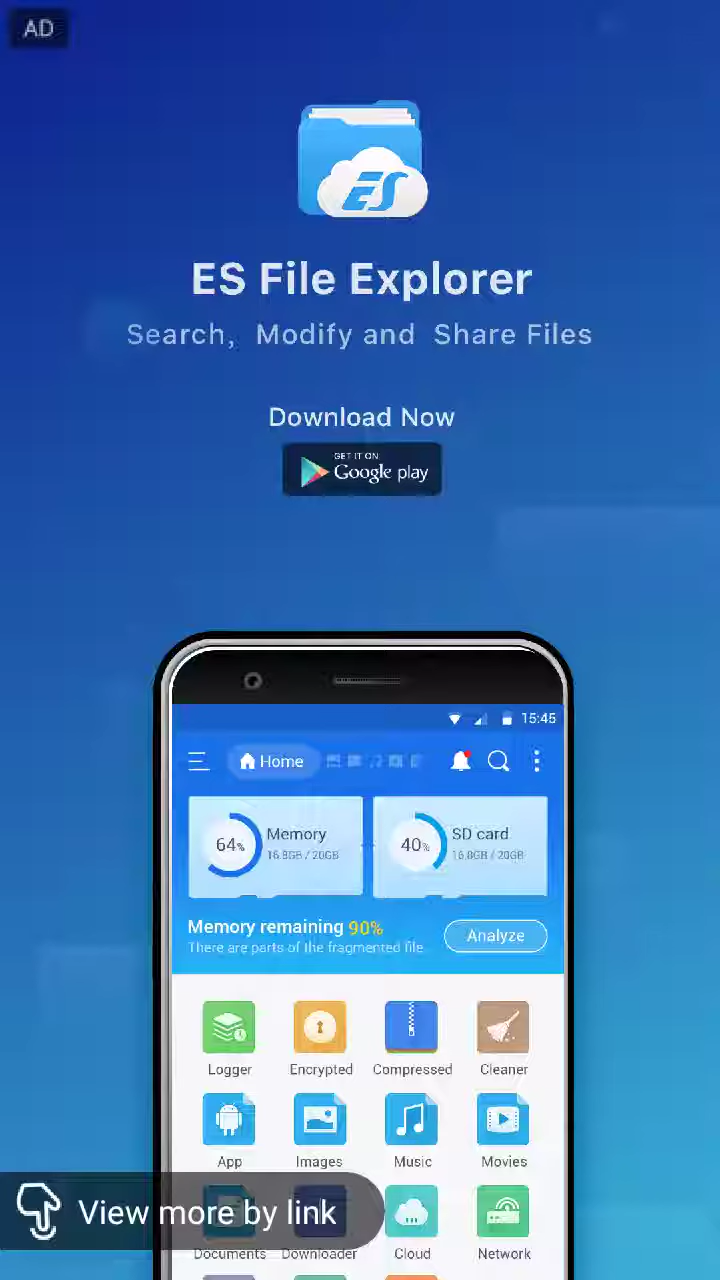 AD
ES
ES File Explorer
Search, Modify and Share Files
Download Now
GET IT ON
Google play
15:45
Home
64% Memory
16.8GB / 20GB
40% SD card
16.8GB / 20GB
Memory remaining 90%
There are parts of the fragmented file
Analyze
Logger Encrypted Compressed Cleaner
App Images Music Movies
View more by link
Documents Downloader Cloud Network